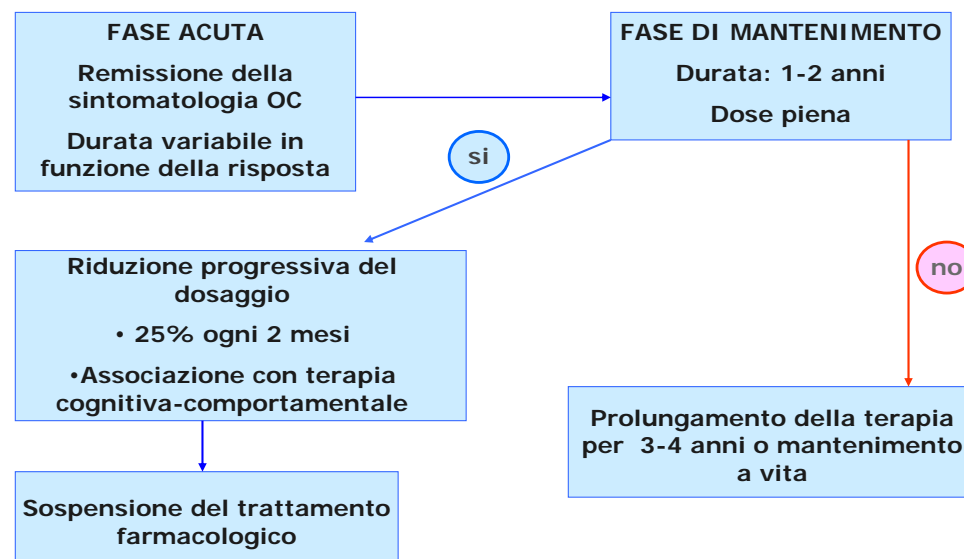 FASE ACUTA
Remissione della
sintomatologia OC
Durata variabile in
funzione della risposta
FASE DI MANTENIMENTO
Durata: 1-2 anni
Dose piena
si
no
Riduzione progressiva del
dosaggio
• 25% ogni 2 mesi
•Associazione con terapia
cognitiva-comportamentale
Prolungamento della terapia
per 3-4 anni o mantenimento
a vita
Sospensione del trattamento
farmacologico